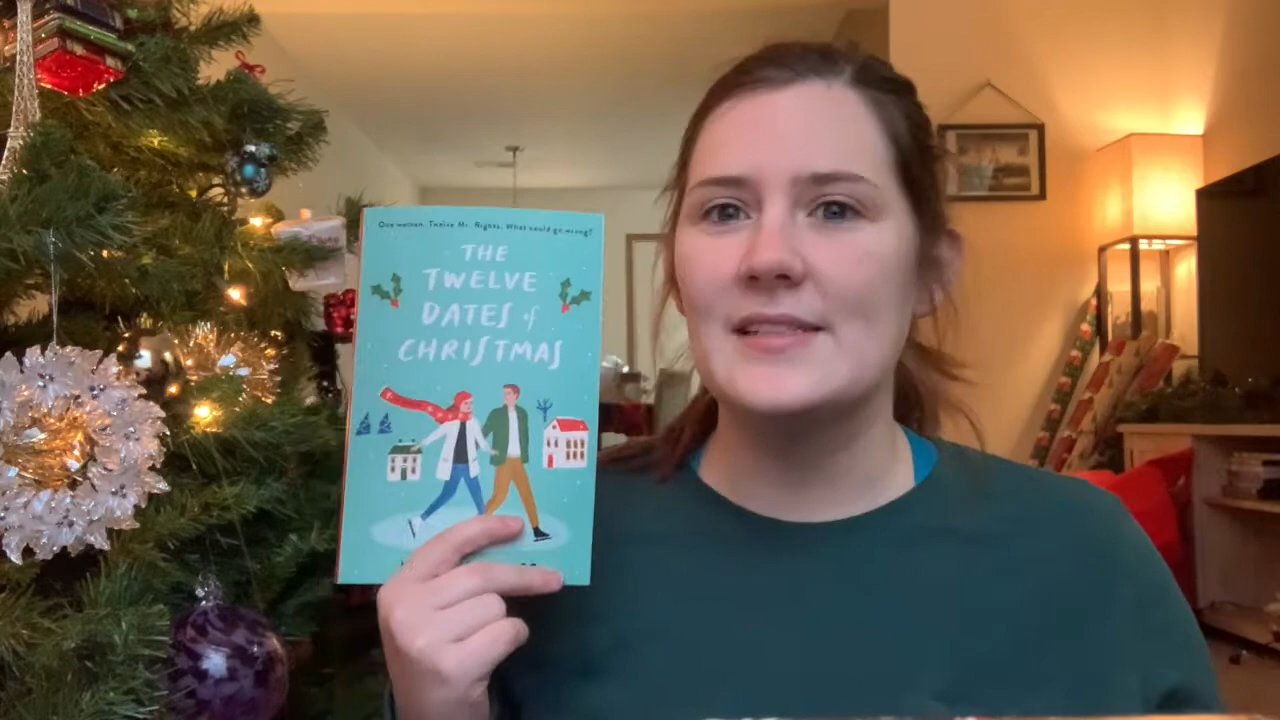 One woman. Twelve Mr. Rights. What could go wrong?
THE
TWELVE
DATES of
CHRISTMAS